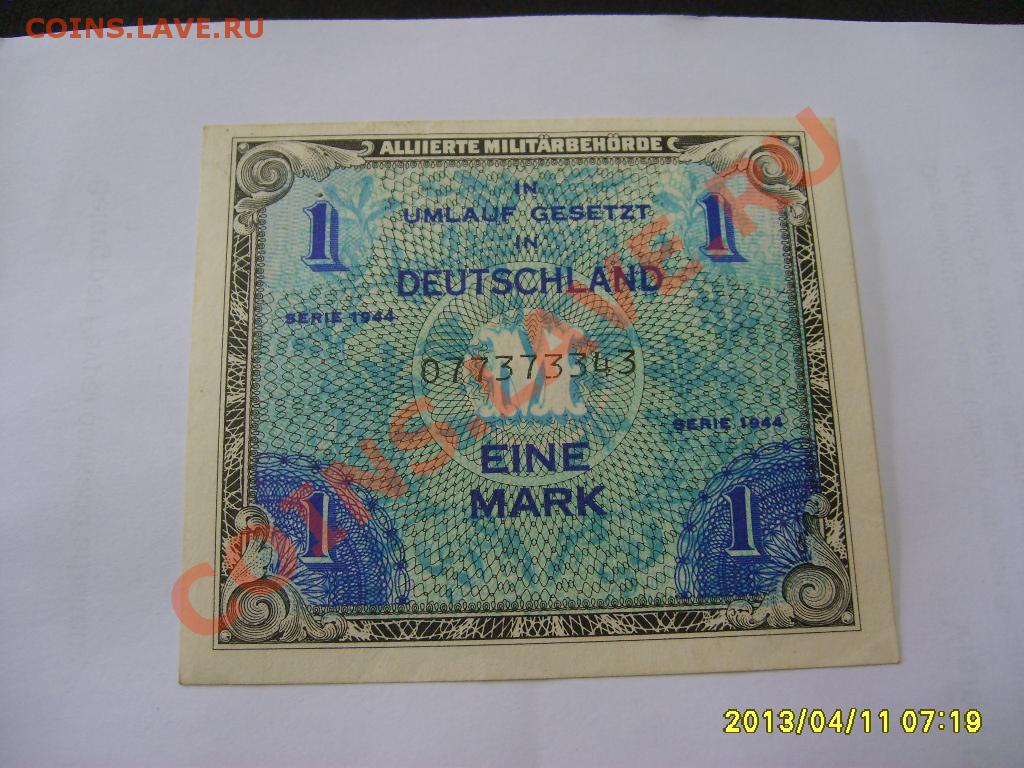 COINS.LAVE.RU
ALLIIERTE MILITÄRBEHÖRDE
IN
UMLAUF GESETZT
IN
DEUTSCHLAND
1 1
SERIE 1944
M
077373343
SERIE 1944
EINE
MARK
1 1
COINS.LAVE.RU
2013/04/11 07:19